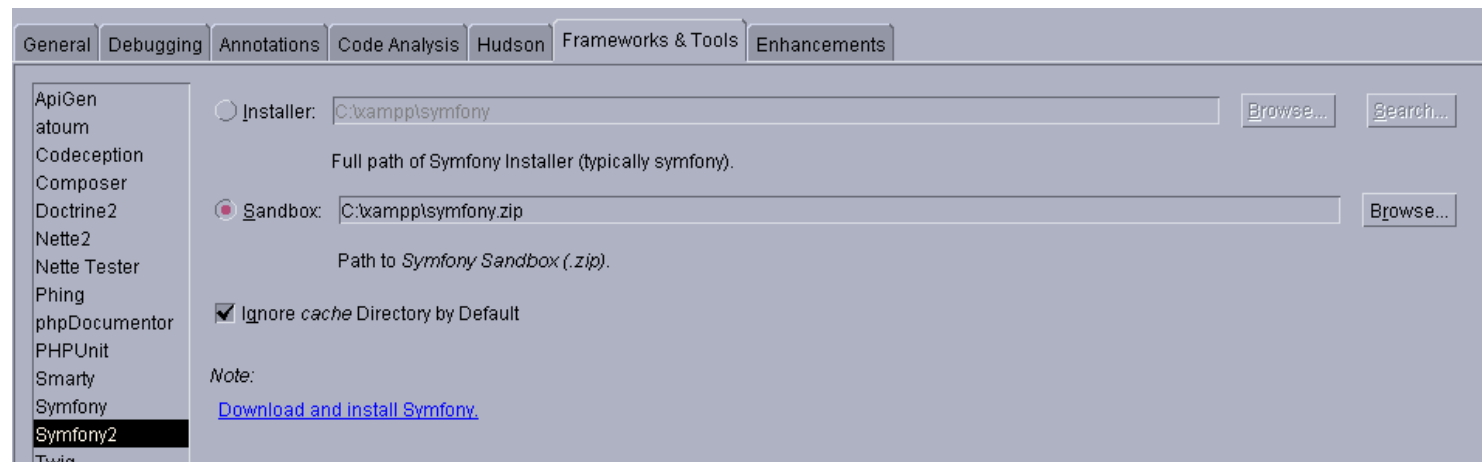 General Debugging Annotations Code Analysis Hudson Frameworks & Tools Enhancements
ApiGen
atoum
Codeception
Composer
Doctrine2
Nette2
Nette Tester
Phing
phpDocumentor
PHPUnit
Smarty
Symfony
Symfony2
Twig
Installer: C:\xampp\symfony Browse... Search...
Full path of Symfony Installer (typically symfony).
Sandbox: C:\xampp\symfony.zip Browse...
Path to Symfony Sandbox (.zip).
Ignore cache Directory by Default
Note:
Download and install Symfony.